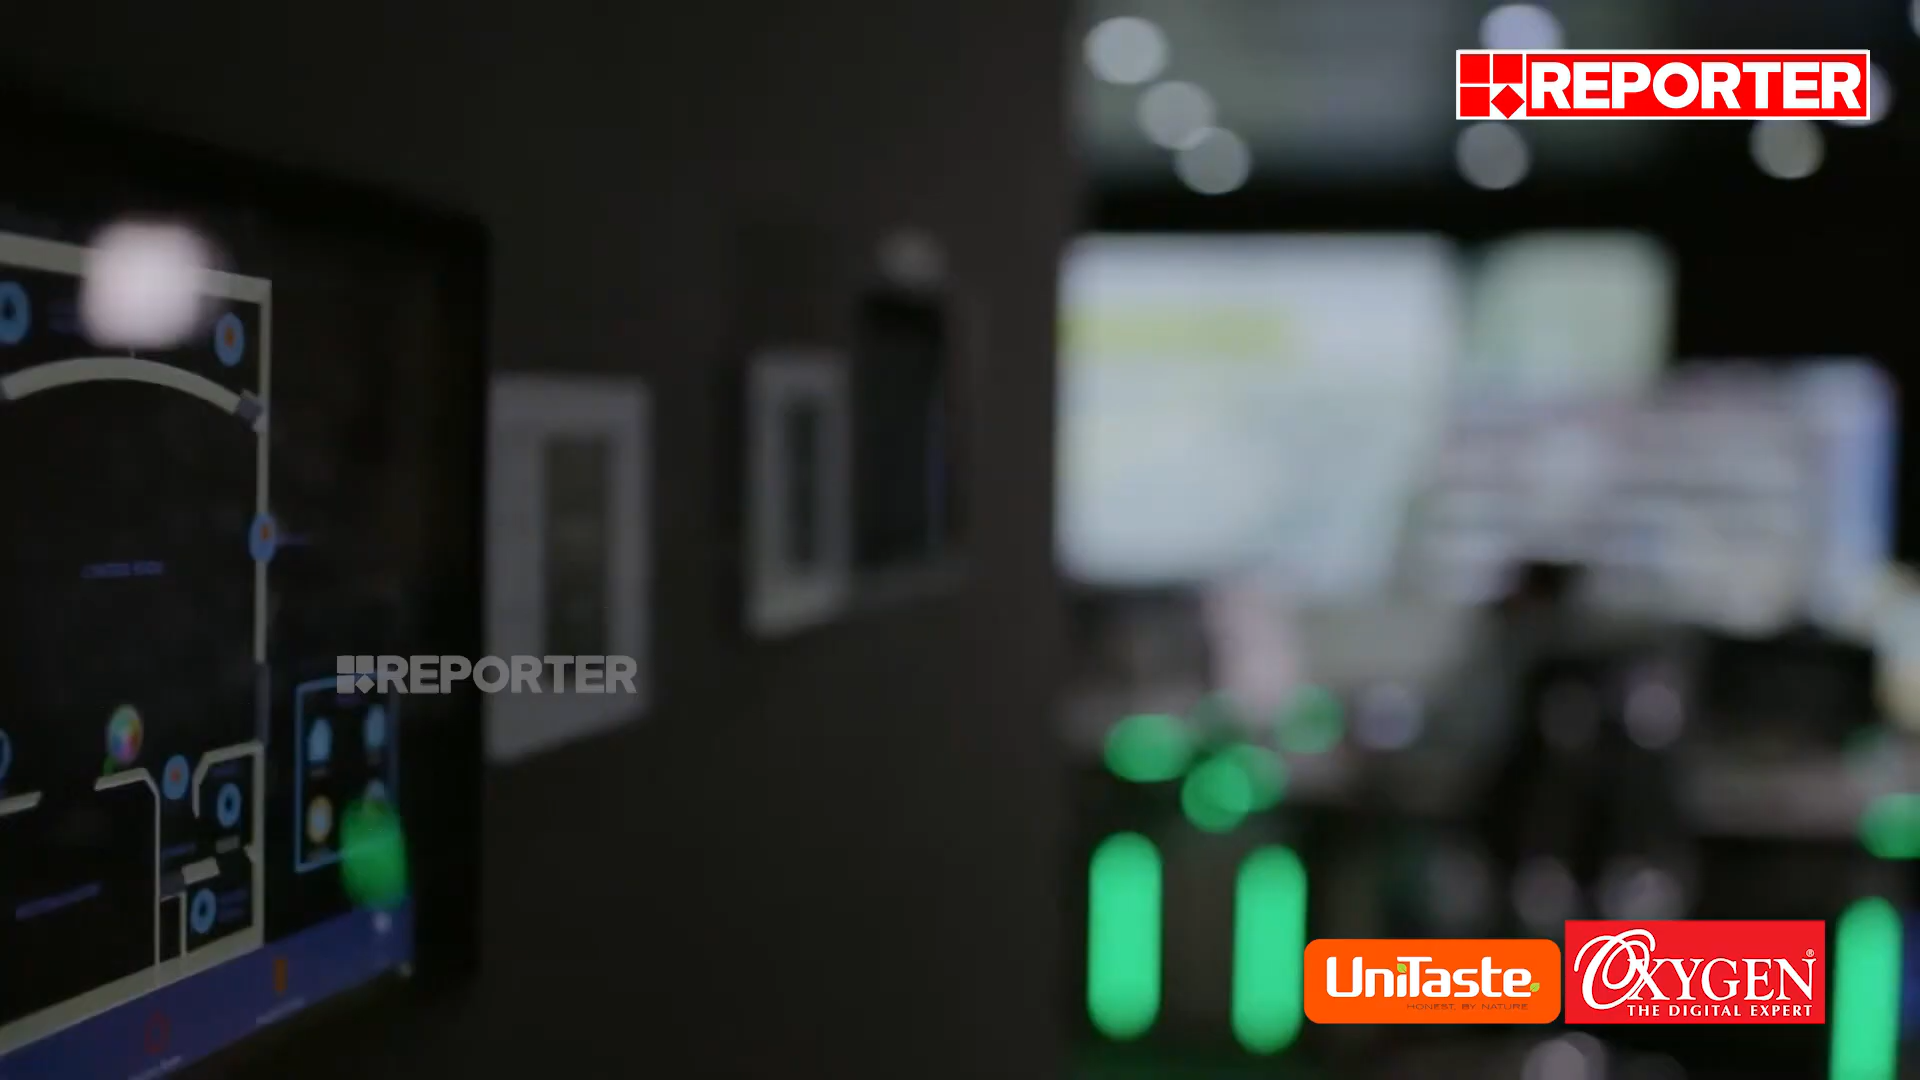 REPORTER
REPORTER
UniTaste
HONEST, BY NATURE
OXYGEN
THE DIGITAL EXPERT